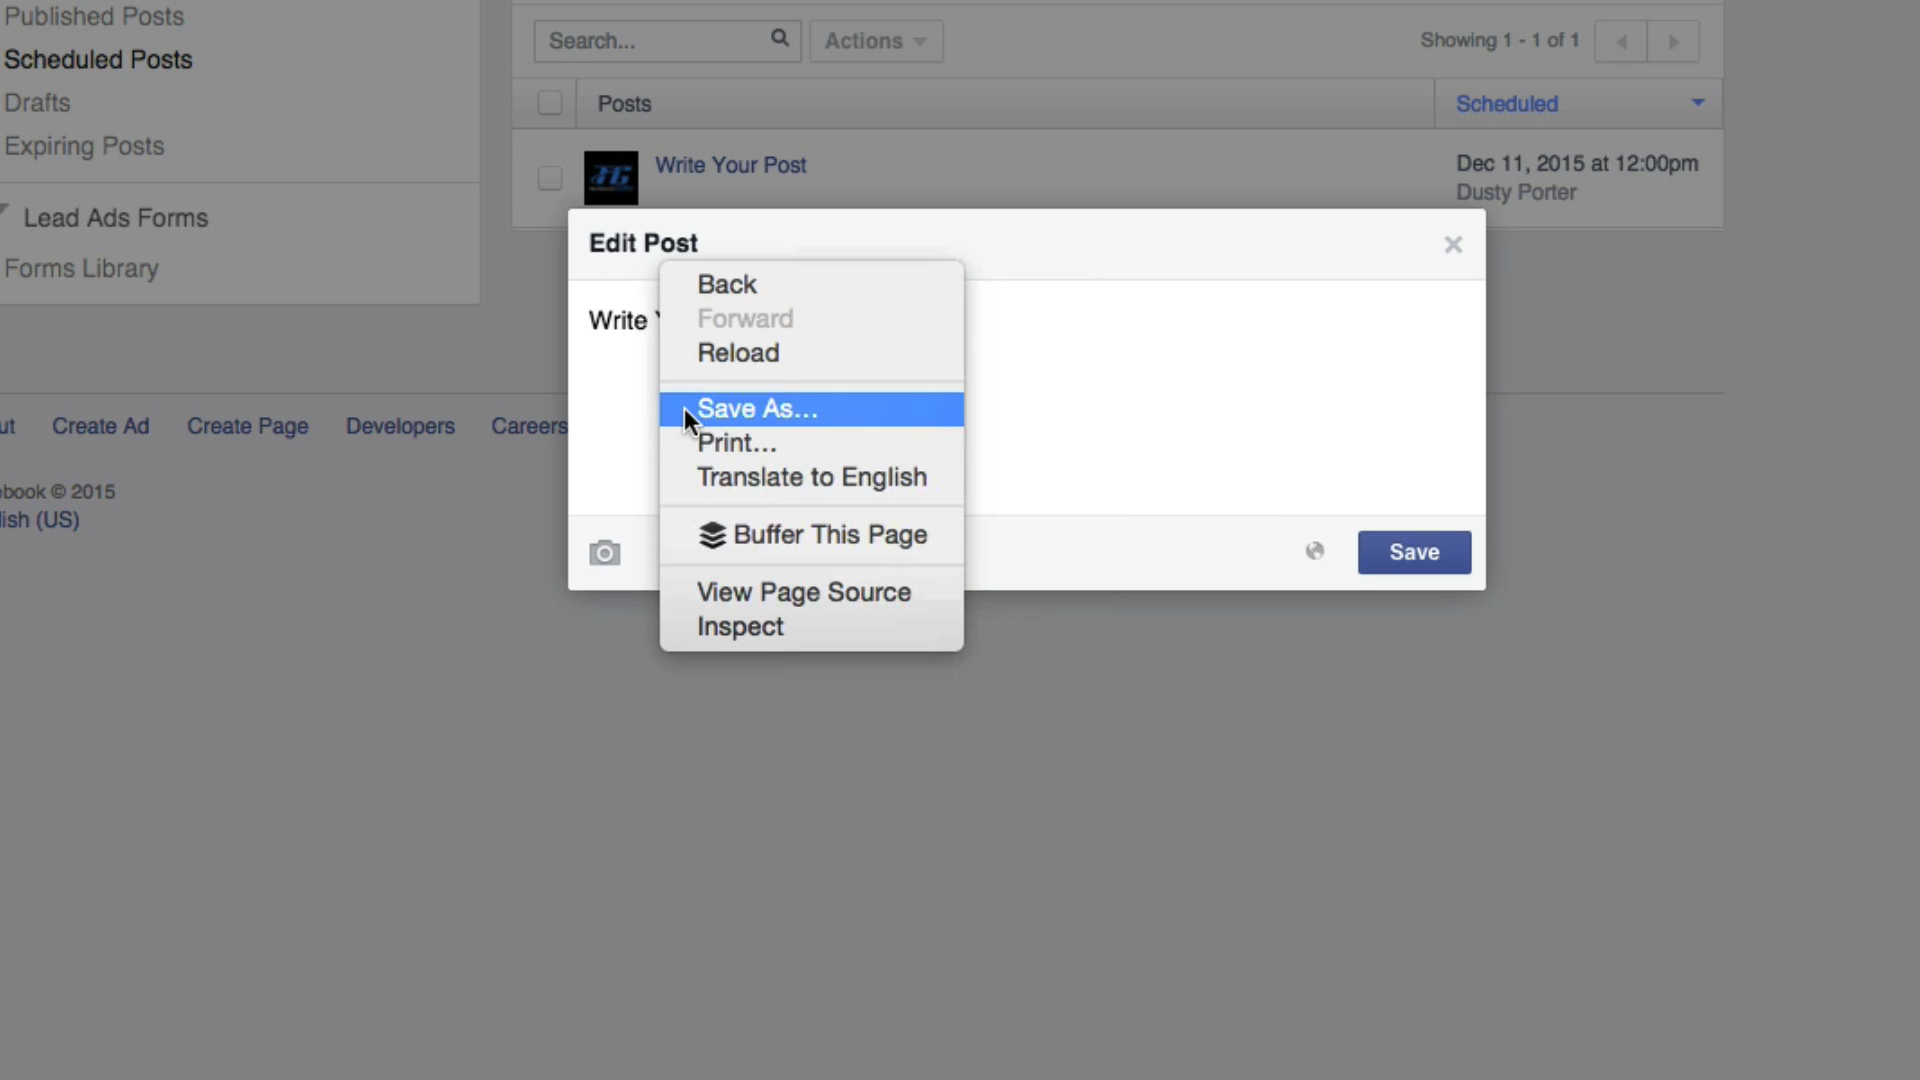 Published Posts
Scheduled Posts
Drafts
Expiring Posts
Lead Ads Forms
Forms Library
Search...
Actions
Showing 1 - 1 of 1
Posts
Scheduled
Write Your Post
Dec 11, 2015 at 12:00pm
Dusty Porter
Edit Post
Write
Back
Forward
Reload
Save As...
Print...
Translate to English
Buffer This Page
View Page Source
Inspect
Save
ut Create Ad Create Page Developers Careers
ebook © 2015
lish (US)